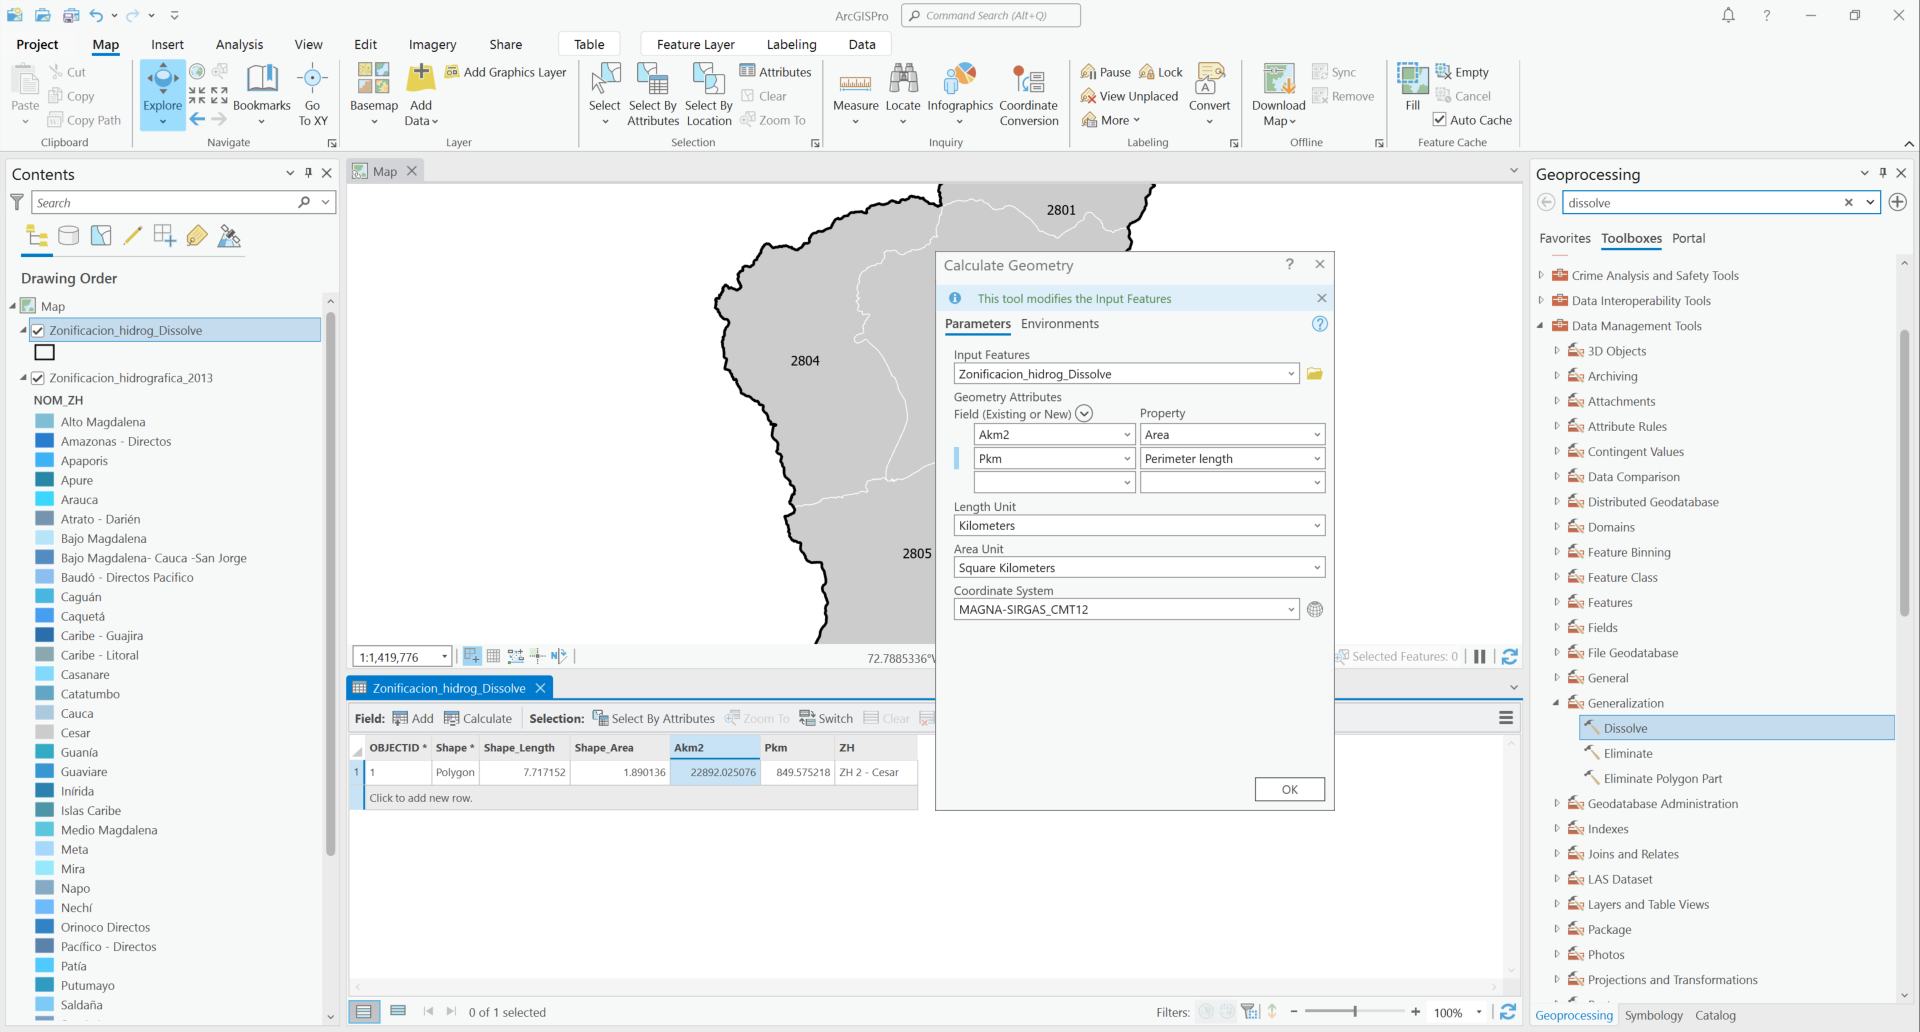 ArcGISPro
Command Search (Alt+Q)
Project
Map
Insert
Analysis
View
Edit
Imagery
Share
Table
Feature Layer
Labeling
Data
Paste
Cut
Copy
Copy Path
Clipboard
Explore
Bookmarks
Go To XY
Navigate
Basemap
Add Data
Add Graphics Layer
Layer
Select
Select By Attributes
Select By Location
Attributes
Clear
Zoom To
Selection
Measure
Locate
Infographics
Coordinate Conversion
Inquiry
Pause
Lock
View Unplaced
More
Convert
Labeling
Download Map
Sync
Remove
Offline
Fill
Empty
Cancel
Auto Cache
Feature Cache
Contents
Search
Drawing Order
Map
Zonificacion_hidrog_Dissolve
Zonificacion_hidrografica_2013
NOM_ZH
Alto Magdalena
Amazonas - Directos
Apaporis
Apure
Arauca
Atrato - Darién
Bajo Magdalena
Bajo Magdalena- Cauca -San Jorge
Baudó - Directos Pacifico
Caguán
Caquetá
Caribe - Guajira
Caribe - Litoral
Casanare
Catatumbo
Cauca
Cesar
Guanía
Guaviare
Inírida
Islas Caribe
Medio Magdalena
Meta
Mira
Napo
Nechí
Orinoco Directos
Pacífico - Directos
Patía
Putumayo
Saldaña
Map
2801
2804
2805
1:1,419,776
72.7885336°
Selected Features: 0
Calculate Geometry
?
This tool modifies the Input Features
Parameters
Environments
Input Features
Zonificacion_hidrog_Dissolve
Geometry Attributes
Field (Existing or New)
Property
Akm2
Area
Pkm
Perimeter length
Length Unit
Kilometers
Area Unit
Square Kilometers
Coordinate System
MAGNA-SIRGAS_CMT12
OK
Zonificacion_hidrog_Dissolve
Field:
Add
Calculate
Selection:
Select By Attributes
Zoom To
Switch
Clear
OBJECTID * Shape * Shape_Length Shape_Area Akm2 Pkm ZH
1 1 Polygon 7.717152 1.890136 22892.025076 849.575218 ZH 2 - Cesar
Click to add new row.
0 of 1 selected
Filters:
100%
Geoprocessing
dissolve
Favorites
Toolboxes
Portal
Crime Analysis and Safety Tools
Data Interoperability Tools
Data Management Tools
3D Objects
Archiving
Attachments
Attribute Rules
Contingent Values
Data Comparison
Distributed Geodatabase
Domains
Feature Binning
Feature Class
Features
Fields
File Geodatabase
General
Generalization
Dissolve
Eliminate
Eliminate Polygon Part
Geodatabase Administration
Indexes
Joins and Relates
LAS Dataset
Layers and Table Views
Package
Photos
Projections and Transformations
Geoprocessing
Symbology
Catalog